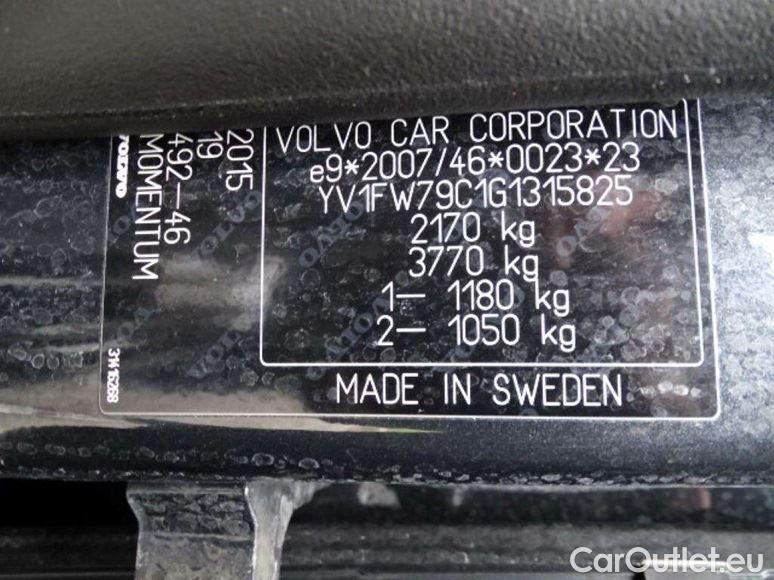 VOLVO CAR CORPORATION
e9*2007/46*0023*23
YV1FW79C1G1315825
2170 kg
3770 kg
1- 1180 kg
2- 1050 kg
MADE IN SWEDEN
2015
19
492-46
MOMENTUM
VOLVO
31416268
CarOutlet.eu